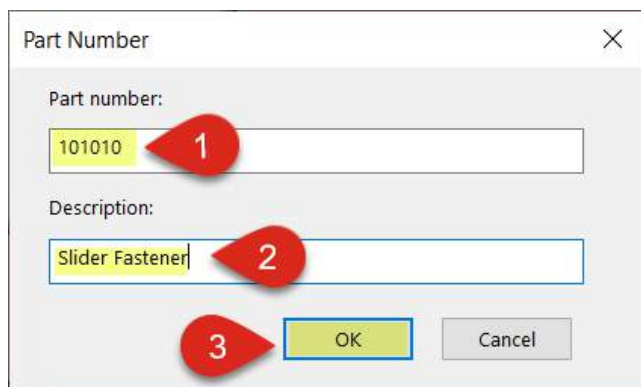 Part Number
Part number:
101010
1
Description:
Slider Fastener
2
3
OK Cancel